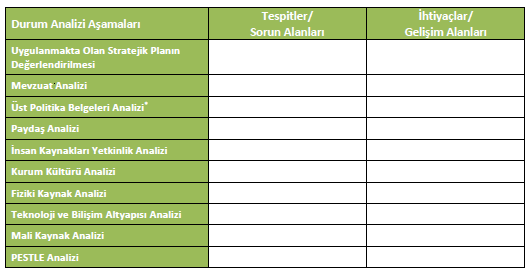 Durum Analizi Aşamaları
Tespitler/
Sorun Alanları
İhtiyaçlar/
Gelişim Alanları
Uygulanmakta Olan Stratejik Planın
Değerlendirilmesi
Mevzuat Analizi
Üst Politika Belgeleri Analizi*
Paydaş Analizi
İnsan Kaynakları Yetkinlik Analizi
Kurum Kültürü Analizi
Fiziki Kaynak Analizi
Teknoloji ve Bilişim Altyapısı Analizi
Mali Kaynak Analizi
PESTLE Analizi